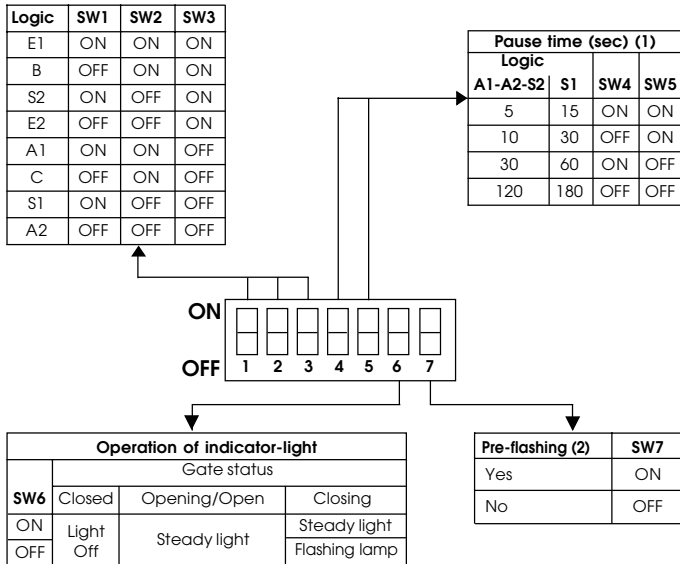 Logic SW1 SW2 SW3
E1 ON ON ON
B OFF ON ON
S2 ON OFF ON
E2 OFF OFF ON
A1 ON ON OFF
C OFF ON OFF
S1 ON OFF OFF
A2 OFF OFF OFF
Pause time (sec) (1)
Logic
A1-A2-S2 S1 SW4 SW5
5 15 ON ON
10 30 OFF ON
30 60 ON OFF
120 180 OFF OFF
ON
OFF 1 2 3 4 5 6 7
Operation of indicator-light
Gate status
SW6 Closed Opening/Open Closing
ON Light Off Steady light Steady light
OFF Flashing lamp
Pre-flashing (2) SW7
Yes ON
No OFF